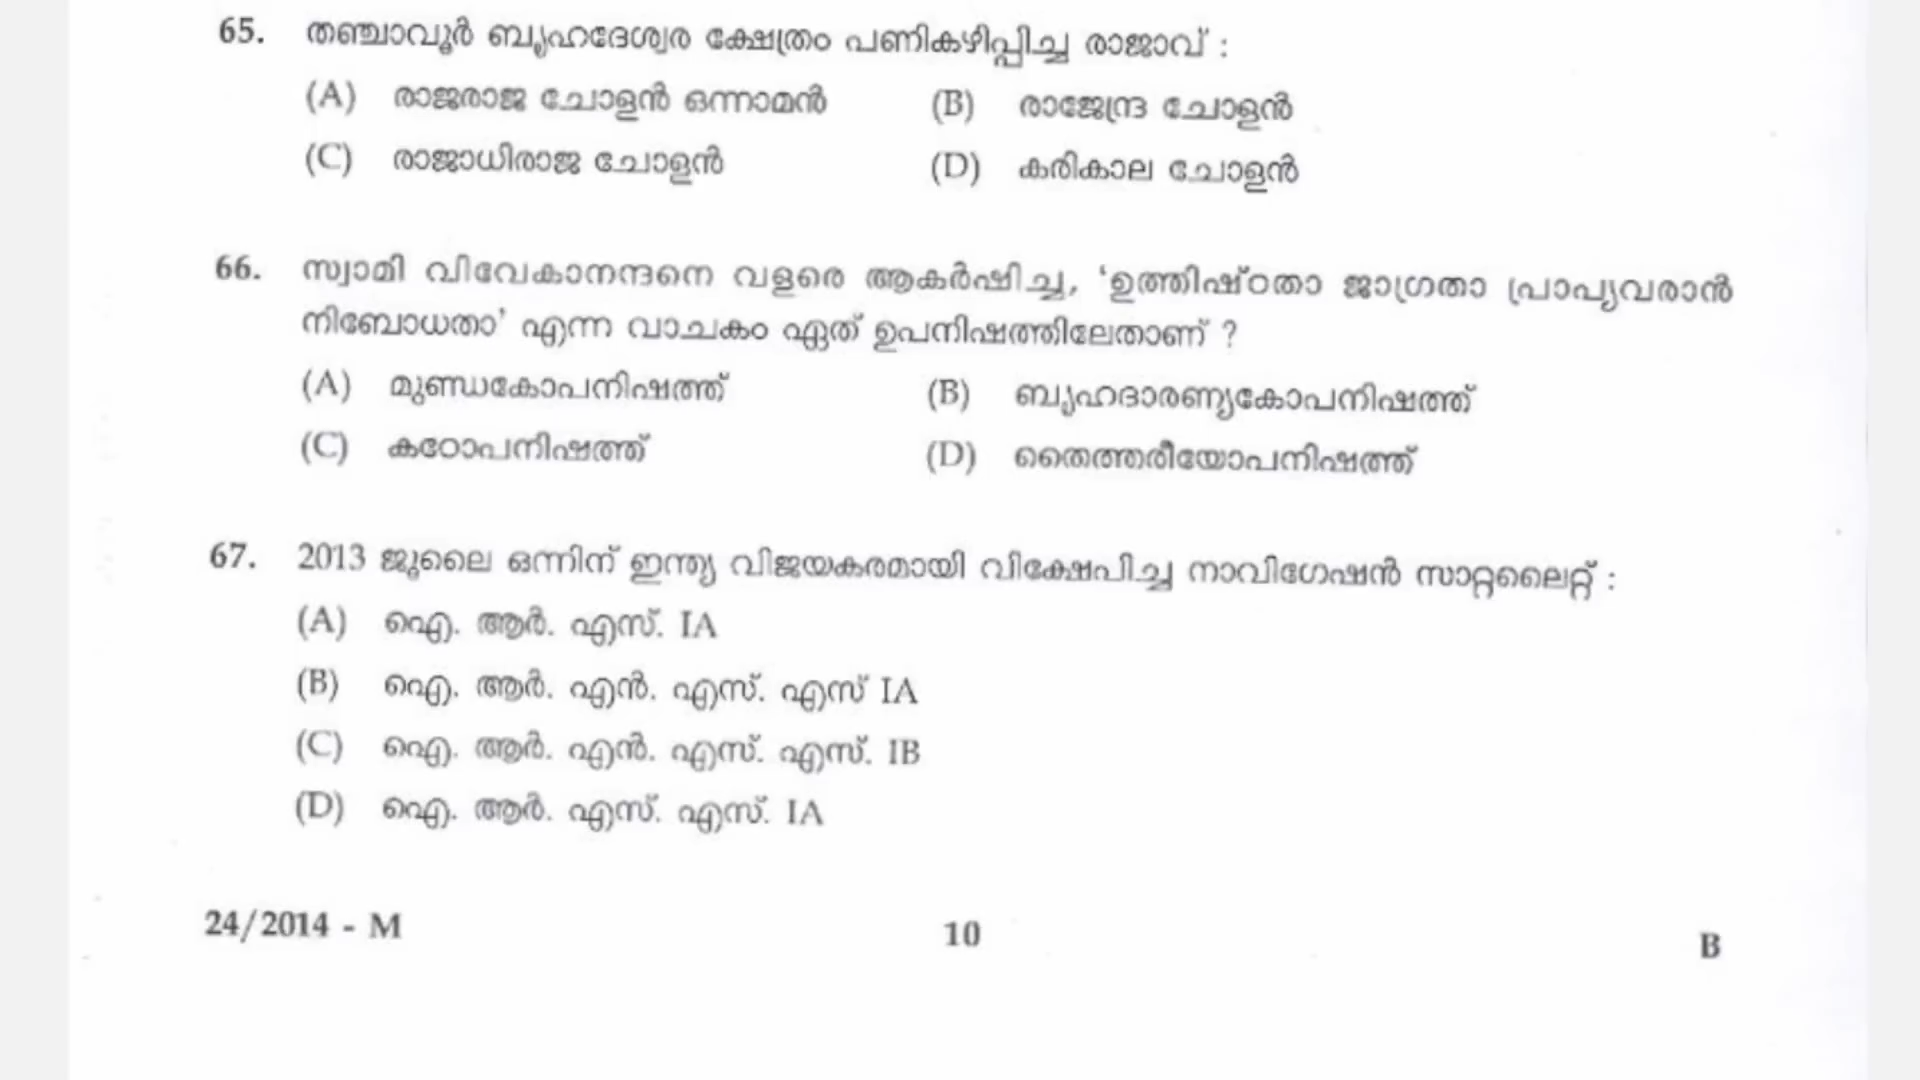 65. തഞ്ചാവൂർ ബൃഹദേശ്വര ക്ഷേത്രം പണികഴിപ്പിച്ച രാജാവ് :
(A) രാജരാജ ചോളൻ ഒന്നാമൻ (B) രാജേന്ദ്ര ചോളൻ
(C) രാജാധിരാജ ചോളൻ (D) കരികാല ചോളൻ
66. സ്വാമി വിവേകാനന്ദനെ വളരെ ആകർഷിച്ച, 'ഉത്തിഷ്ഠതാ ജാഗ്രതാ പ്രാപ്യവരാൻ
നിബോധതാ' എന്ന വാചകം ഏത് ഉപനിഷത്തിലേതാണ് ?
(A) മുണ്ഡകോപനിഷത്ത് (B) ബൃഹദാരണ്യകോപനിഷത്ത്
(C) കഠോപനിഷത്ത് (D) തൈത്തരീയോപനിഷത്ത്
67. 2013 ജൂലൈ ഒന്നിന് ഇന്ത്യ വിജയകരമായി വിക്ഷേപിച്ച നാവിഗേഷൻ സാറ്റലൈറ്റ് :
(A) ഐ. ആർ. എസ്. IA
(B) ഐ. ആർ. എൻ. എസ്. എസ് IA
(C) ഐ. ആർ. എൻ. എസ്. എസ്. IB
(D) ഐ. ആർ. എസ്. എസ്. IA
24/2014 - M 10 B